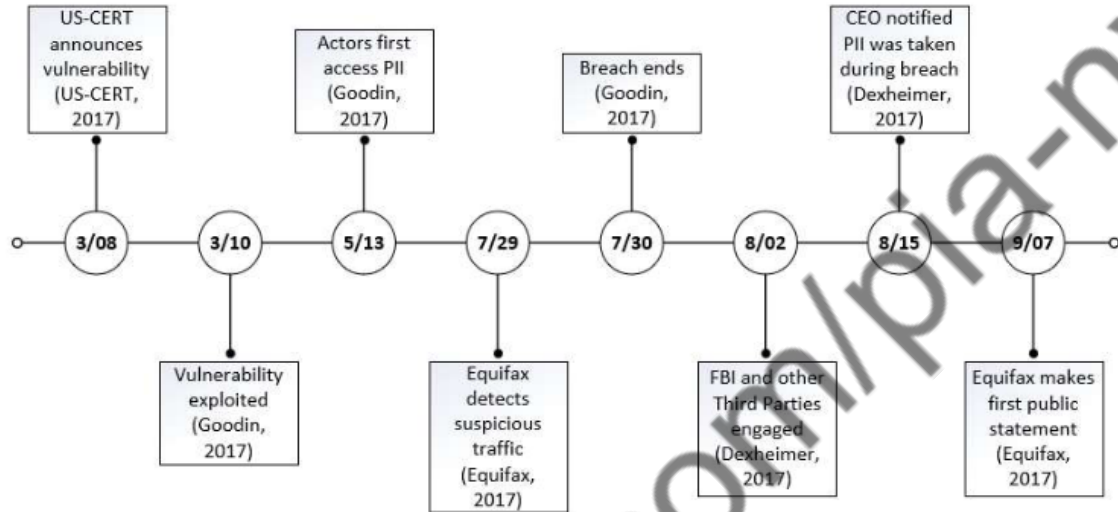 US-CERT
announces
vulnerability
(US-CERT,
2017)
Actors first
access PII
(Goodin,
2017)
Breach ends
(Goodin,
2017)
CEO notified
PII was taken
during breach
(Dexheimer,
2017)
3/08
3/10
5/13
7/29
7/30
8/02
8/15
9/07
Vulnerability
exploited
(Goodin,
2017)
Equifax
detects
suspicious
traffic
(Equifax,
2017)
FBI and other
Third Parties
engaged
(Dexheimer,
2017)
Equifax makes
first public
statement
(Equifax,
2017)
om/pia-n